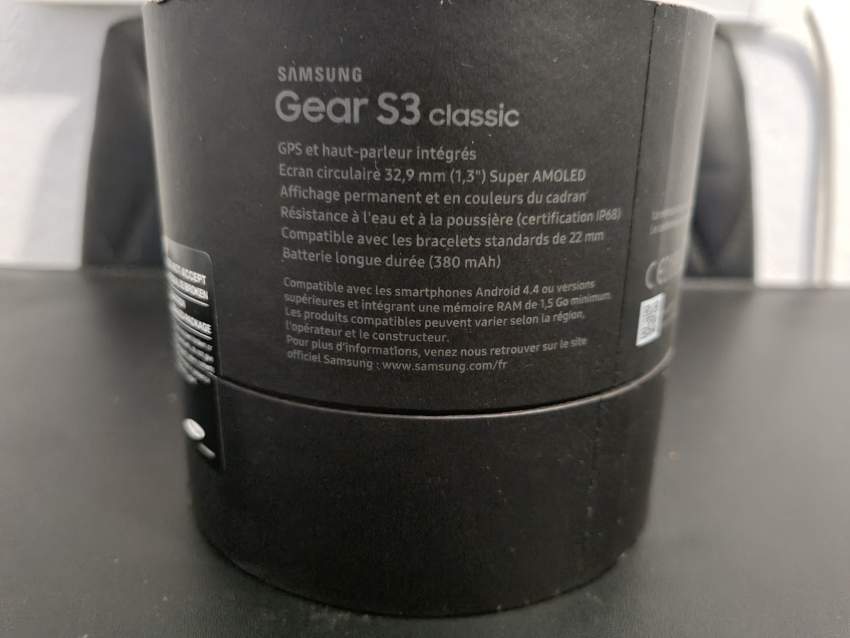 SAMSUNG
Gear S3 classic
GPS et haut-parleur intégrés
Ecran circulaire 32,9 mm (1,3") Super AMOLED
Affichage permanent et en couleurs du cadran
Résistance à l'eau et à la poussière (certification IP68)
Compatible avec les bracelets standards de 22 mm
Batterie longue durée (380 mAh)
Compatible avec les smartphones Android 4.4 ou versions
supérieures et intégrant une mémoire RAM de 1,5 Go minimum.
Les produits compatibles peuvent varier selon la région,
l'opérateur et le constructeur.
Pour plus d'informations, venez nous retrouver sur le site
officiel Samsung : www.samsung.com/fr
ACCEPT
BROKEN
PACKAGE
CE